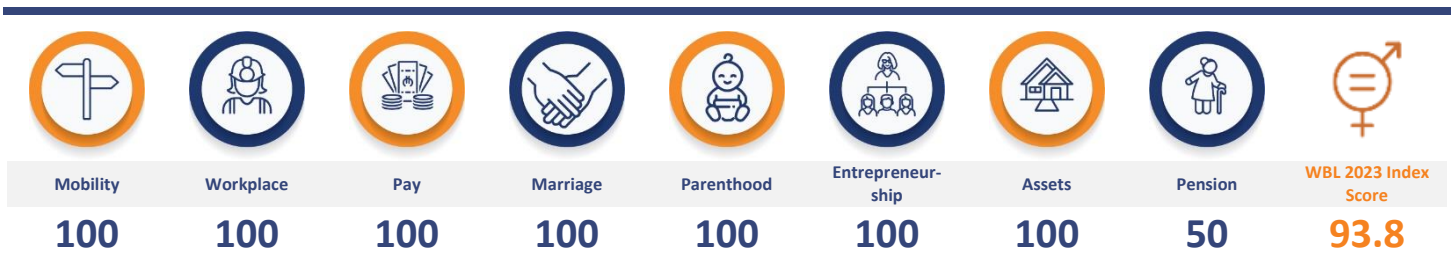 Mobility
Workplace
Pay
Marriage
Parenthood
Entrepreneur-
ship
Assets
Pension
WBL 2023 Index
Score
100
100
100
100
100
100
100
50
93.8